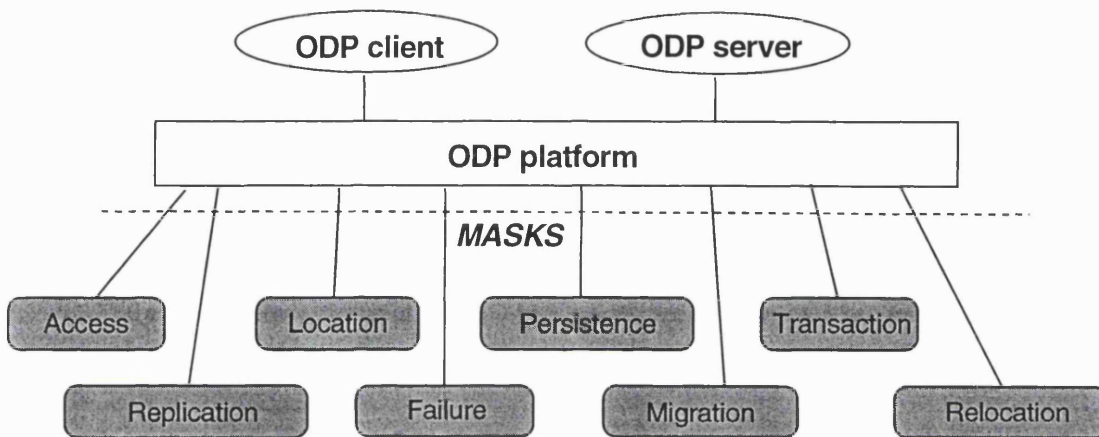 ODP client
ODP server
ODP platform
MASKS
Access
Location
Persistence
Transaction
Replication
Failure
Migration
Relocation